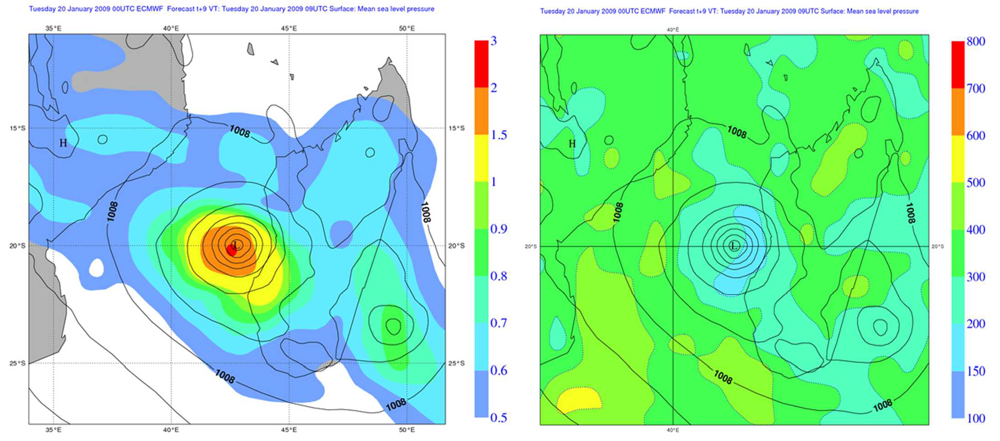 Tuesday 20 January 2009 00UTC ECMWF  Forecast t+9 VT: Tuesday 20 January 2009 09UTC Surface: Mean sea level pressure
35°E 40°E 45°E 50°E
15°S 15°S
20°S 20°S
25°S 25°S
1008
1008
1008
1008
1008
H
L
35°E 40°E 45°E 50°E
3
2
1.5
1
0.9
0.8
0.7
0.6
0.5
Tuesday 20 January 2009 00UTC ECMWF  Forecast t+9 VT: Tuesday 20 January 2009 09UTC Surface: Mean sea level pressure
40°E
20°S 20°S
1008
1008
1008
1008
1008
H
L
40°E
800
700
600
500
400
300
200
150
100